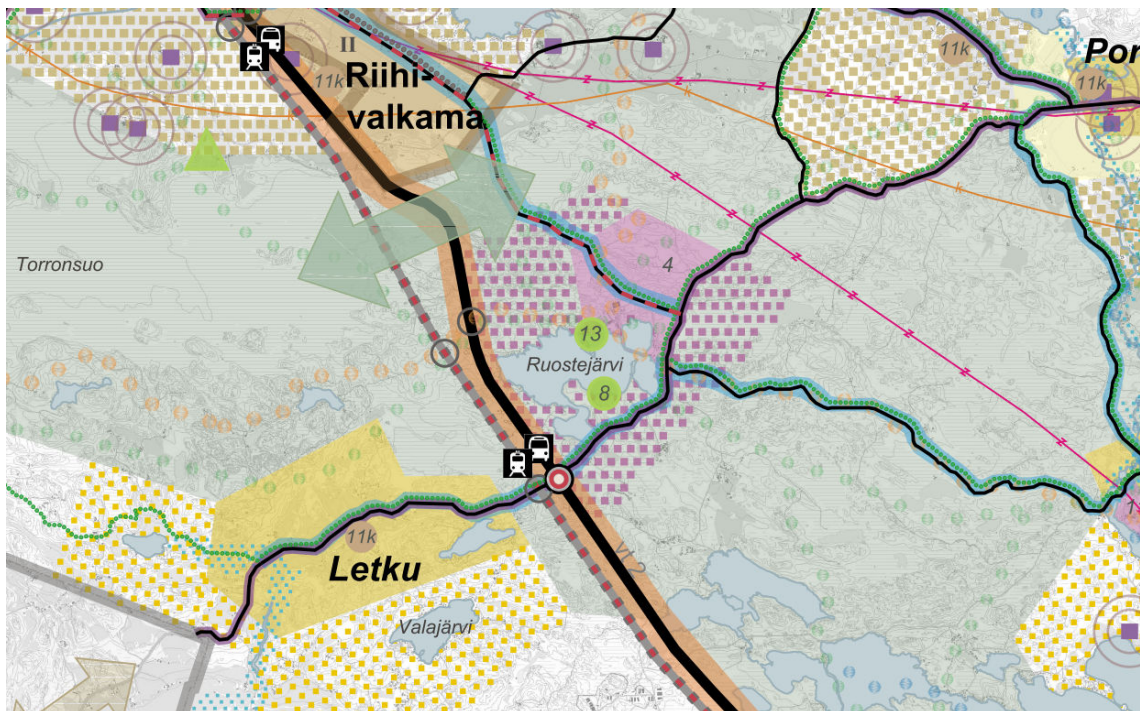 II
Riihi-
valkama
11k
11k
Por
11k
Torronsuo
4
13
Ruostejärvi
8
11k
Letku
Vt 2
Valajärvi